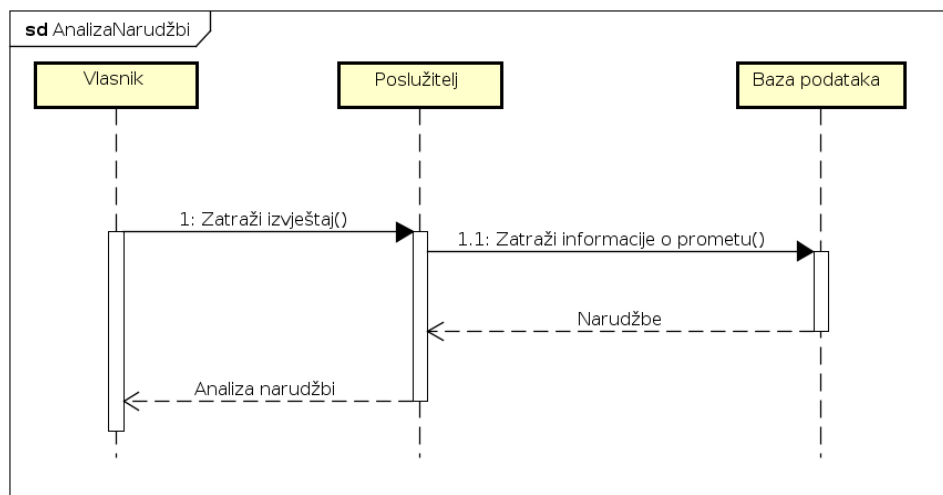 sd AnalizaNarudžbi
Vlasnik
Poslužitelj
Baza podataka
1: Zatraži izvještaj()
1.1: Zatraži informacije o prometu()
Narudžbe
Analiza narudžbi